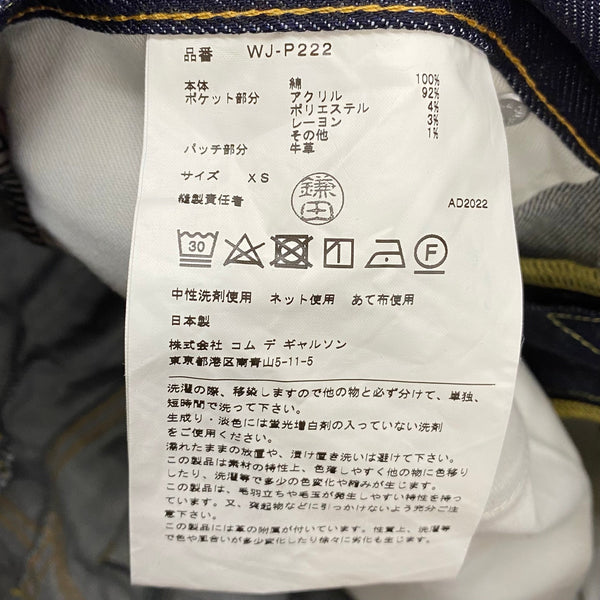 品番 WJ-P222
本体 綿 100%
ポケット部分 アクリル 92%
ポリエステル 4%
レーヨン 3%
その他 1%
パッチ部分 牛革
サイズ XS
縫製責任者 鎌田 AD2022
30 F
中性洗剤使用 ネット使用 あて布使用
日本製
株式会社 コム デ ギャルソン
東京都港区南青山5-11-5
洗濯の際、移染しますので他の物と必ず分けて、単独、
短時間で洗って下さい。
生成り・淡色には蛍光増白剤の入っていない洗剤
をご使用下さい。
濡れたままの放置や、漬け置き洗いは避けて下さい。
この製品は素材の特性上、色落しやすく他の物に色移り
したり、洗濯等で多少の色変化や縮みが生じます。
この製品は、毛羽立ちや毛玉が発生しやすい特性を持っ
ています。又、突起物などに引っかけないよう充分ご注
意下さい。
この製品には革の附属が付いています。性質上、洗濯等
で色や風合いが多少変化したり徐々に劣化も生じます。